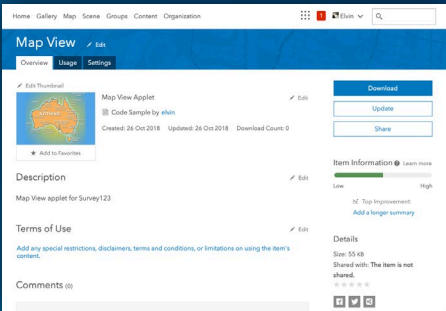 Home Gallery Map Scene Groups Content Organization
1 Elvin
Map View Edit
Overview Usage Settings
Edit Thumbnail
Map View Applet
Edit
Code Sample by elvin
Created: 26 Oct 2018 Updated: 26 Oct 2018 Download Count: 0
Add to Favorites
Download
Update
Share
Description
Edit
Map View applet for Survey123
Item Information Learn more
Low High
Top Improvement:
Add a longer summary
Terms of Use
Edit
Add any special restrictions, disclaimers, terms and conditions, or limitations on using the item's
content.
Details
Size: 55 KB
Shared with: The item is not
shared.
Comments (0)